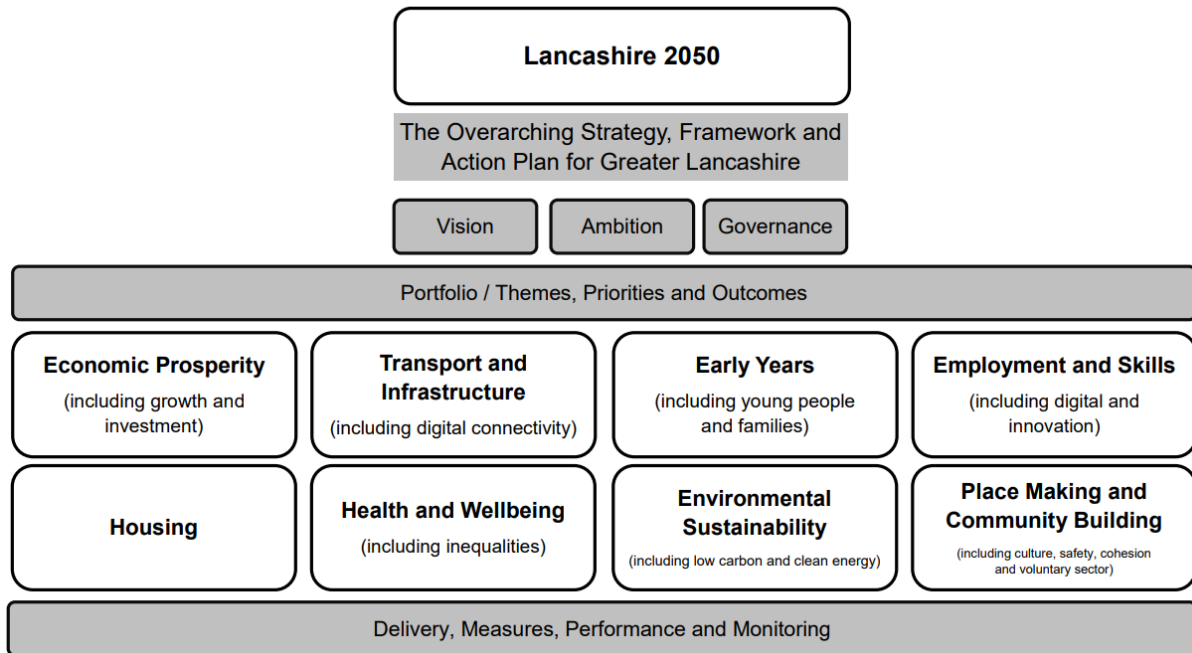 Lancashire 2050
The Overarching Strategy, Framework and
Action Plan for Greater Lancashire
Vision
Ambition
Governance
Portfolio / Themes, Priorities and Outcomes
Economic Prosperity
(including growth and
investment)
Transport and
Infrastructure
(including digital connectivity)
Early Years
(including young people
and families)
Employment and Skills
(including digital and
innovation)
Housing
Health and Wellbeing
(including inequalities)
Environmental
Sustainability
(including low carbon and clean energy)
Place Making and
Community Building
(including culture, safety, cohesion
and voluntary sector)
Delivery, Measures, Performance and Monitoring